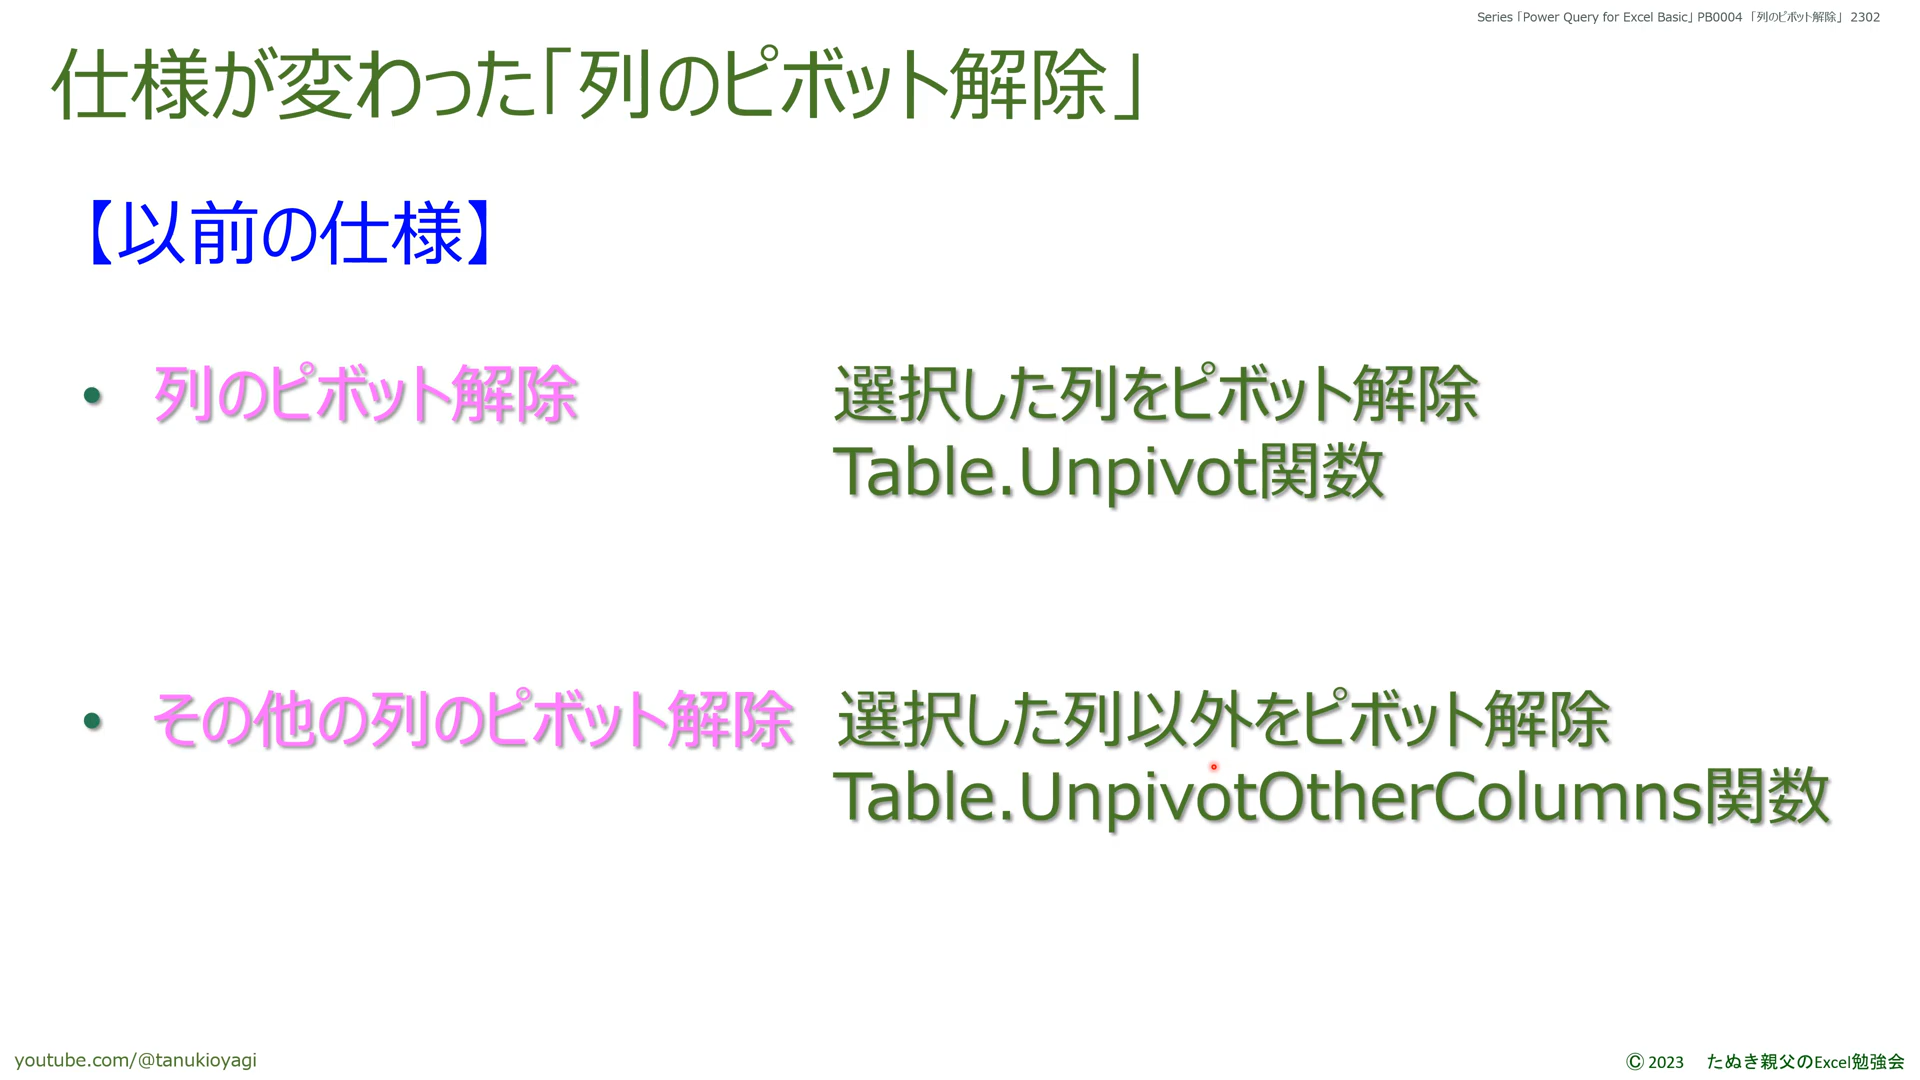 Series「Power Query for Excel Basic」 PB0004 「列のピボット解除」 2302
仕様が変わった「列のピボット解除」
【以前の仕様】
• 列のピボット解除 選択した列をピボット解除
Table.Unpivot関数
• その他の列のピボット解除 選択した列以外をピボット解除
Table.UnpivotOtherColumns関数
youtube.com/@tanukioyagi
© 2023 たぬき親父のExcel勉強会